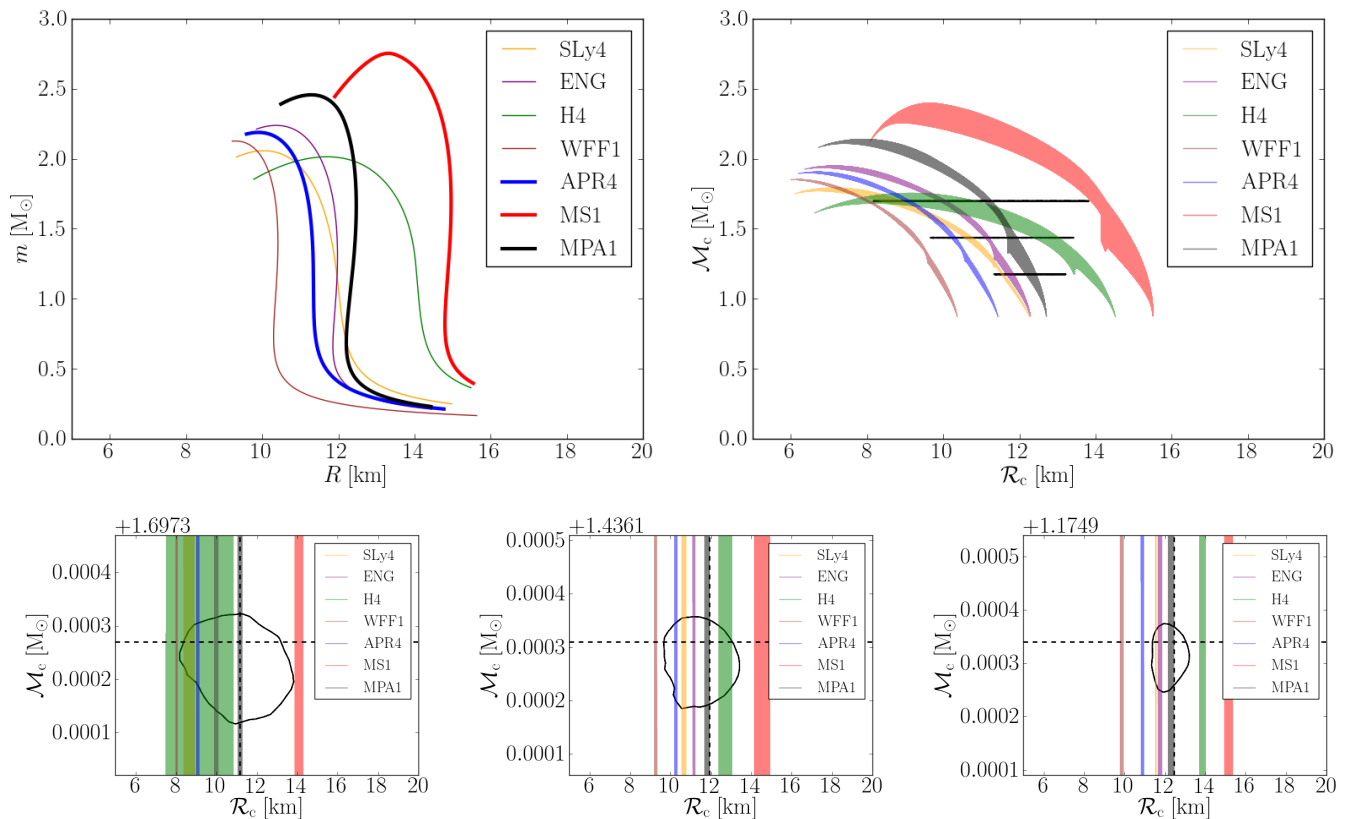 3.0
2.5
2.0
1.5
1.0
0.5
0.0
m [M⊙]
6 8 10 12 14 16 18 20
R [km]
SLy4
ENG
H4
WFF1
APR4
MS1
MPA1
3.0
2.5
2.0
1.5
1.0
0.5
0.0
ℳc [M⊙]
6 8 10 12 14 16 18 20
ℛc [km]
SLy4
ENG
H4
WFF1
APR4
MS1
MPA1
+1.6973
0.0004
0.0003
0.0002
0.0001
ℳc [M⊙]
6 8 10 12 14 16 18 20
ℛc [km]
SLy4
ENG
H4
WFF1
APR4
MS1
MPA1
+1.4361
0.0005
0.0004
0.0003
0.0002
0.0001
ℳc [M⊙]
6 8 10 12 14 16 18 20
ℛc [km]
SLy4
ENG
H4
WFF1
APR4
MS1
MPA1
+1.1749
0.0005
0.0004
0.0003
0.0002
0.0001
ℳc [M⊙]
6 8 10 12 14 16 18 20
ℛc [km]
SLy4
ENG
H4
WFF1
APR4
MS1
MPA1